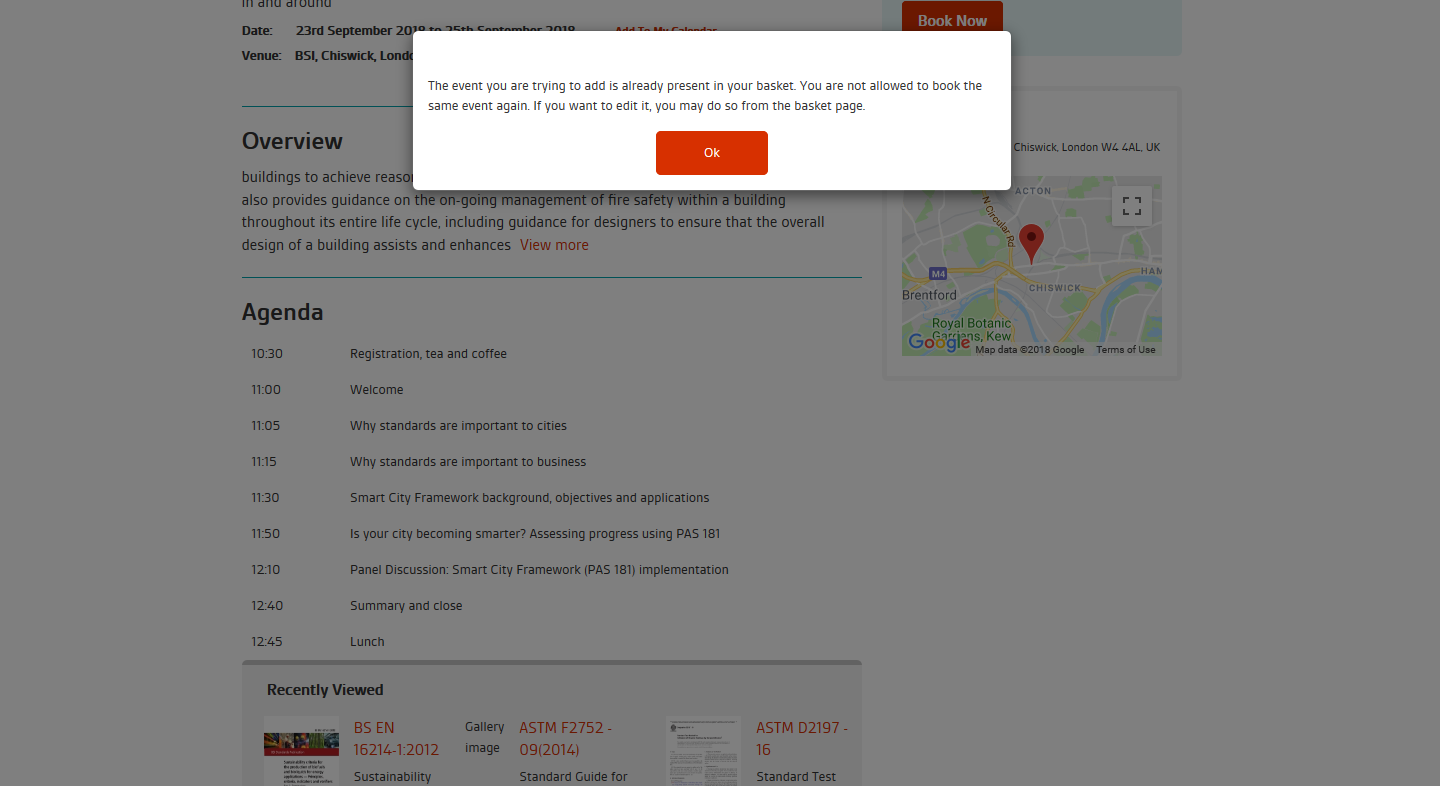 in and around
Date: 23rd September 2018 to 25th September 2018 Add To My Calendar
Venue: BSI, Chiswick, London
Book Now
The event you are trying to add is already present in your basket. You are not allowed to book the
same event again. If you want to edit it, you may do so from the basket page.
Ok
Overview
buildings to achieve
also provides guidance on the on-going management of fire safety within a building
throughout its entire life cycle, including guidance for designers to ensure that the overall
design of a building assists and enhances View more
Agenda
10:30 Registration, tea and coffee
11:00 Welcome
11:05 Why standards are important to cities
11:15 Why standards are important to business
11:30 Smart City Framework background, objectives and applications
11:50 Is your city becoming smarter? Assessing progress using PAS 181
12:10 Panel Discussion: Smart City Framework (PAS 181) implementation
12:40 Summary and close
12:45 Lunch
Chiswick, London W4 4AL, UK
ACTON
N Circular Rd
M4
HAM
CHISWICK
Brentford
Royal Botanic
Gardens, Kew
Google
Map data ©2018 Google Terms of Use
Recently Viewed
BS EN
16214-1:2012
Sustainability
Gallery
image
ASTM F2752 -
09(2014)
Standard Guide for
ASTM D2197 -
16
Standard Test